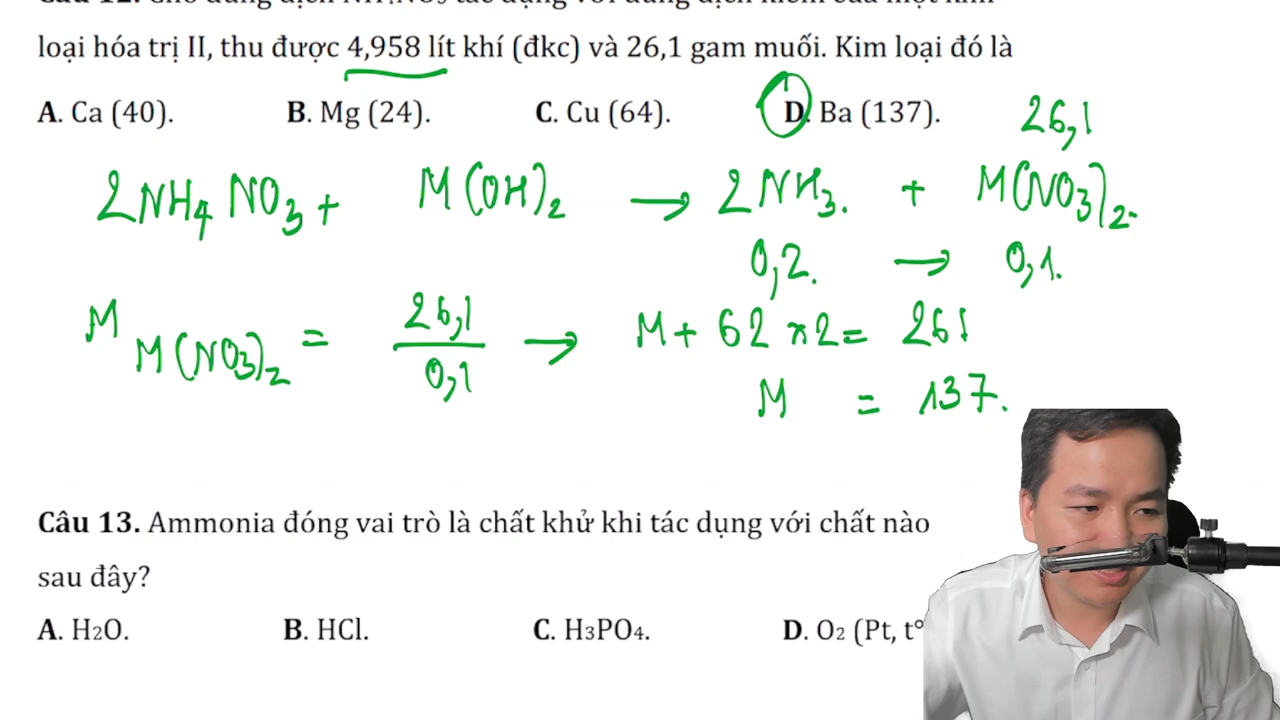 loại hóa trị II, thu được 4,958 lít khí (đkc) và 26,1 gam muối. Kim loại đó là
A. Ca (40). B. Mg (24). C. Cu (64). D. Ba (137).
26,1
2NH4NO3 + M(OH)2 → 2NH3. + M(NO3)2.
0,2. → 0,1.
M M(NO3)2 = 26,1 / 0,1 → M + 62 x 2 = 261
M = 137.
Câu 13. Ammonia đóng vai trò là chất khử khi tác dụng với chất nào
sau đây?
A. H2O. B. HCl. C. H3PO4. D. O2 (Pt, t°